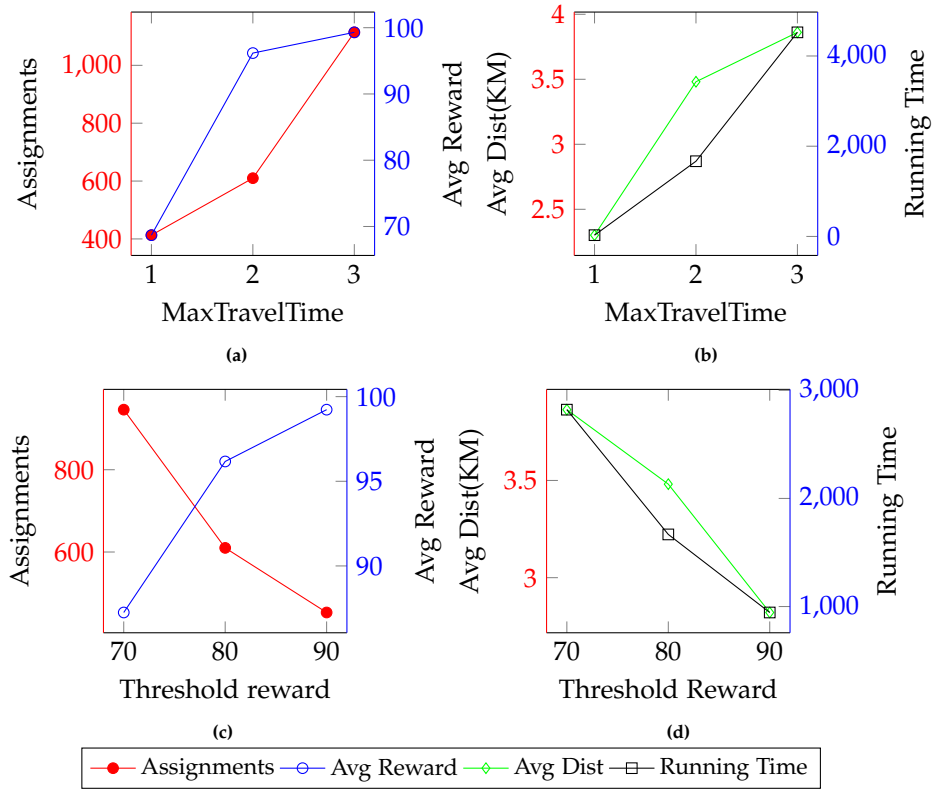 1,000
800
600
400
Assignments
100
90
80
70
Avg Reward
1 2 3
MaxTravelTime
(a)
4
3.5
3
2.5
Avg Dist(KM)
4,000
2,000
0
Running Time
1 2 3
MaxTravelTime
(b)
800
600
Assignments
100
95
90
Avg Reward
70 80 90
Threshold reward
(c)
3.5
3
Avg Dist(KM)
3,000
2,000
1,000
Running Time
70 80 90
Threshold Reward
(d)
Assignments Avg Reward Avg Dist Running Time